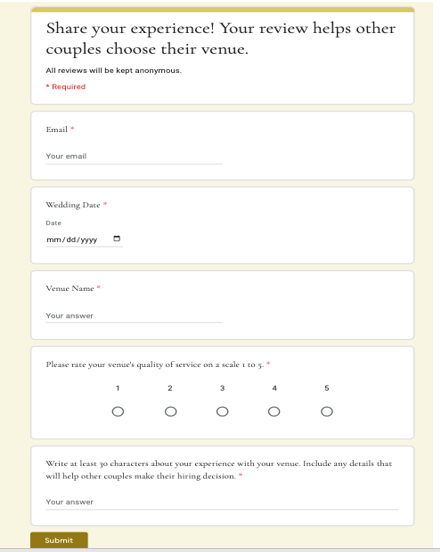 Share your experience! Your review helps other
couples choose their venue.
All reviews will be kept anonymous.
* Required
Email *
Your email
Wedding Date *
Date
mm/dd/yyyy
Venue Name *
Your answer
Please rate your venue's quality of service on a scale 1 to 5. *
1 2 3 4 5
Write at least 30 characters about your experience with your venue. Include any details that
will help other couples make their hiring decision. *
Your answer
Submit